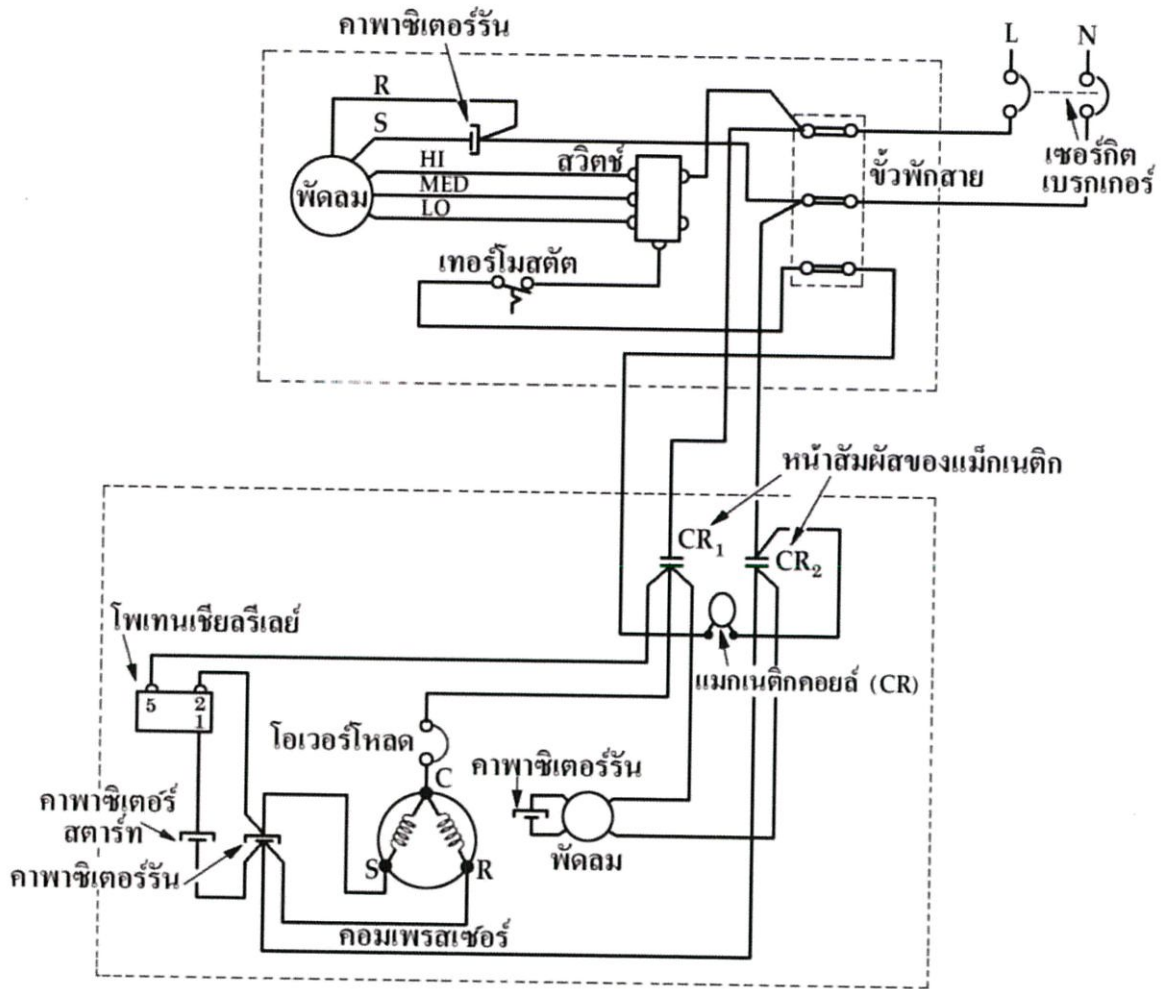 คาพาซิเตอร์รัน
L
N
R
S
HI
MED
LO
พัดลม
สวิตช์
ขั้วพักสาย
เซอร์กิต
เบรกเกอร์
เทอร์โมสตัต
หน้าสัมผัสของแม็กเนติก
CR₁
CR₂
โพเทนเชียลรีเลย์
5
2
1
แมกเนติกคอยล์ (CR)
โอเวอร์โหลด
คาพาซิเตอร์รัน
C
คาพาซิเตอร์
สตาร์ท
คาพาซิเตอร์รัน
S
R
พัดลม
คอมเพรสเซอร์